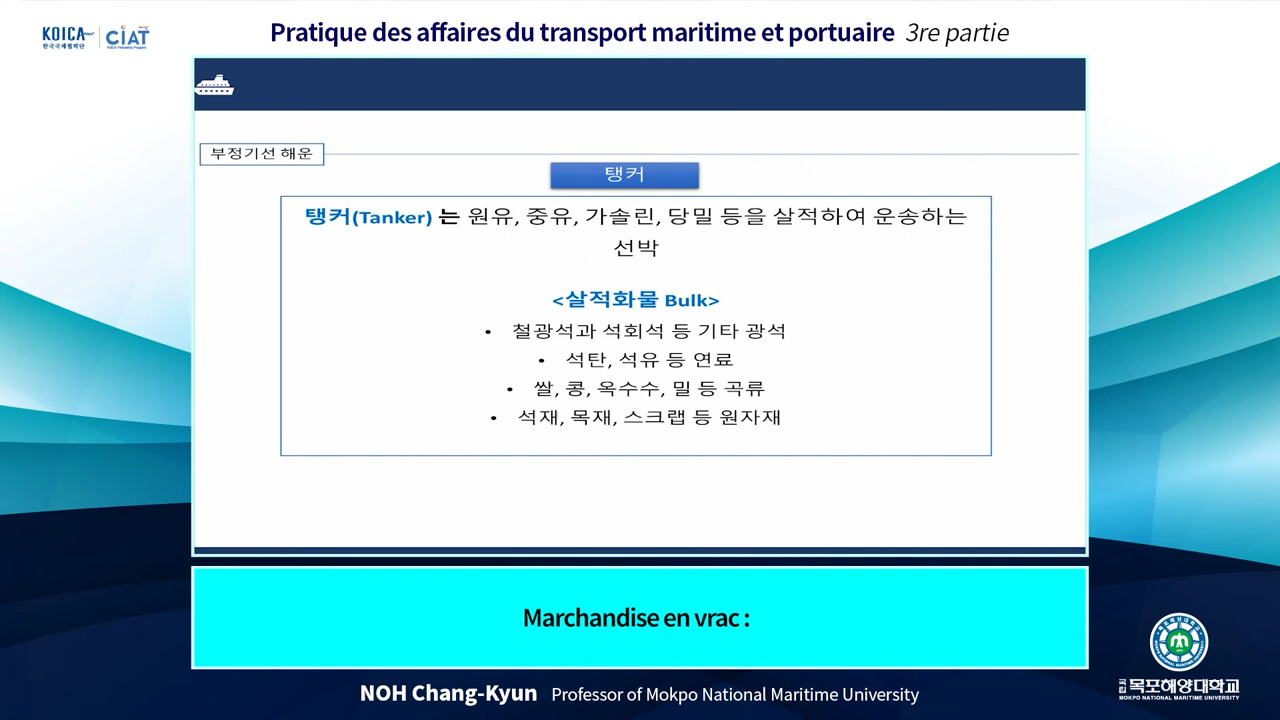 KOICA
한국국제협력단
CIAT
KOICA Fellowship Program
Pratique des affaires du transport maritime et portuaire 3re partie
부정기선 해운
탱커
탱커(Tanker) 는 원유, 중유, 가솔린, 당밀 등을 살적하여 운송하는
선박
<살적화물 Bulk>
• 철광석과 석회석 등 기타 광석
• 석탄, 석유 등 연료
• 쌀, 콩, 옥수수, 밀 등 곡류
• 석재, 목재, 스크랩 등 원자재
Marchandise en vrac :
NOH Chang-Kyun Professor of Mokpo National Maritime University
국립 목포해양대학교
MOKPO NATIONAL MARITIME UNIVERSITY